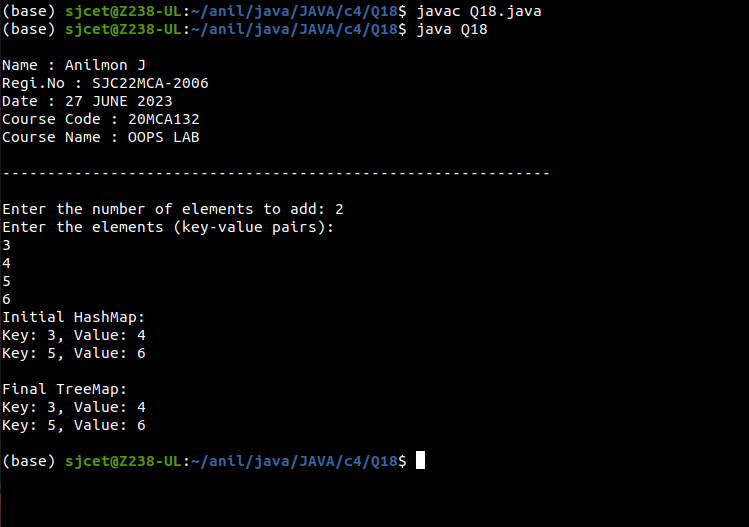 (base) sjcet@Z238-UL:~/anil/java/JAVA/c4/Q18$ javac Q18.java
(base) sjcet@Z238-UL:~/anil/java/JAVA/c4/Q18$ java Q18
Name : Anilmon J
Regi.No : SJC22MCA-2006
Date : 27 JUNE 2023
Course Code : 20MCA132
Course Name : OOPS LAB
-------------------------------------------------------------
Enter the number of elements to add: 2
Enter the elements (key-value pairs):
3
4
5
6
Initial HashMap:
Key: 3, Value: 4
Key: 5, Value: 6
Final TreeMap:
Key: 3, Value: 4
Key: 5, Value: 6
(base) sjcet@Z238-UL:~/anil/java/JAVA/c4/Q18$